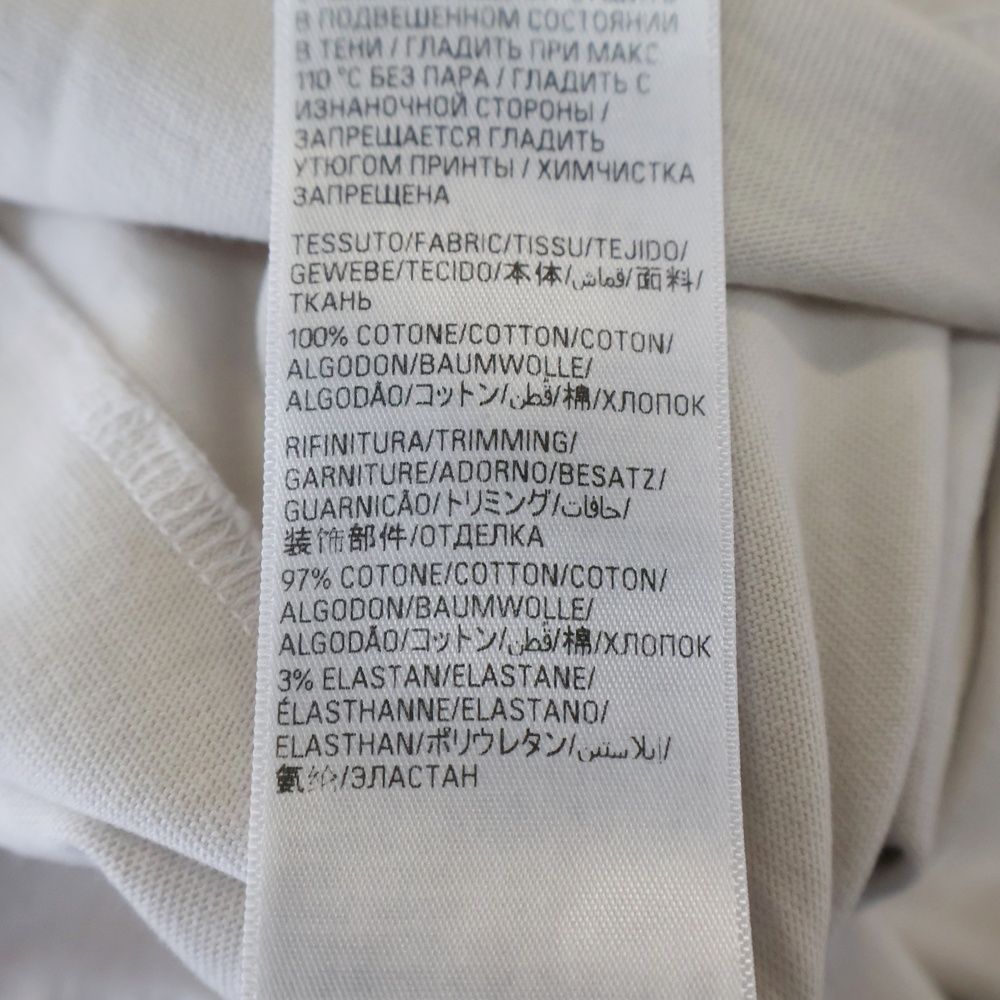 В ПОДВЕШЕННОМ СОСТОЯНИИ
В ТЕНИ / ГЛАДИТЬ ПРИ МАКС
110 °C БЕЗ ПАРА / ГЛАДИТЬ С
ИЗНАНОЧНОЙ СТОРОНЫ /
ЗАПРЕЩАЕТСЯ ГЛАДИТЬ
УТЮГОМ ПРИНТЫ / ХИМЧИСТКА
ЗАПРЕЩЕНА
TESSUTO/FABRIC/TISSU/TEJIDO/
GEWEBE/TECIDO/本体/قماش/面料/
ТКАНЬ
100% COTONE/COTTON/COTON/
ALGODON/BAUMWOLLE/
ALGODÃO/コットン/قطن/棉/ХЛОПОК
RIFINITURA/TRIMMING/
GARNITURE/ADORNO/BESATZ/
GUARNICÃO/トリミング/حافات/
装饰部件/ОТДЕЛКА
97% COTONE/COTTON/COTON/
ALGODON/BAUMWOLLE/
ALGODÃO/コットン/قطن/棉/ХЛОПОК
3% ELASTAN/ELASTANE/
ÉLASTHANNE/ELASTANO/
ELASTHAN/ポリウレタン/إيلاستين/
氨纶/ЭЛАСТАН